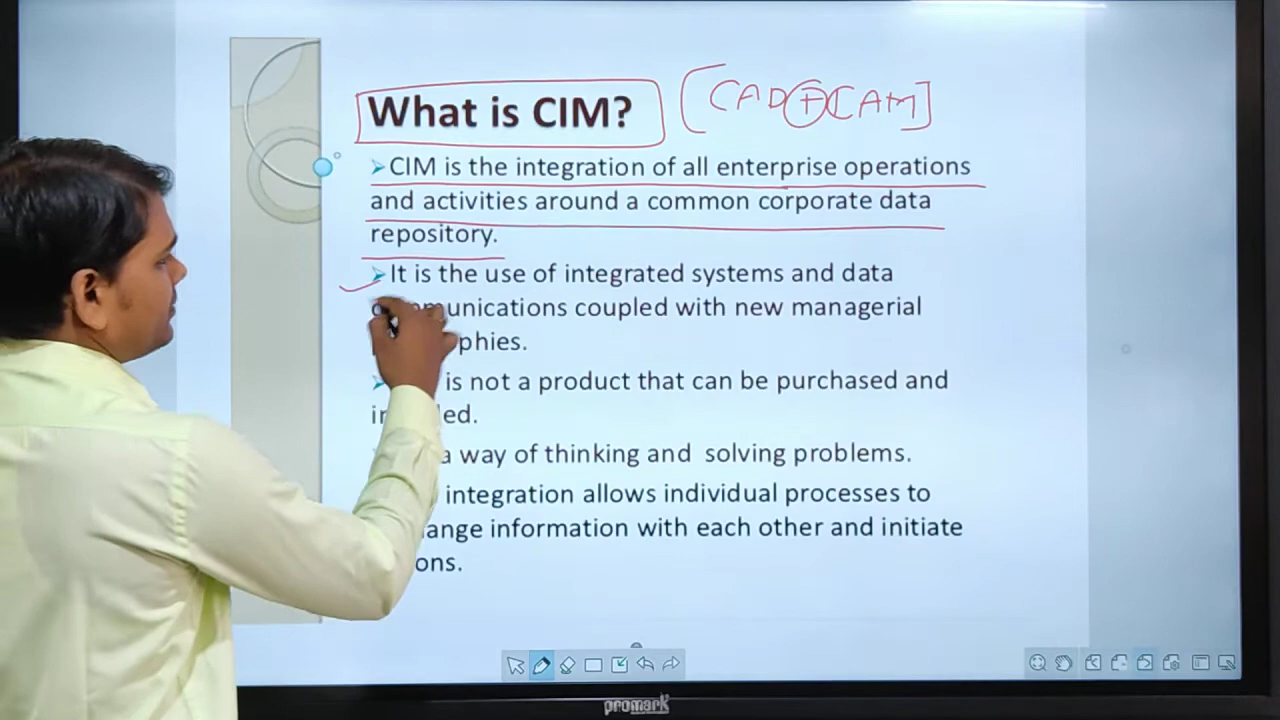 What is CIM? [CAD + CAM]
➢CIM is the integration of all enterprise operations
and activities around a common corporate data
repository.
➢It is the use of integrated systems and data
communications coupled with new managerial
phies.
is not a product that can be purchased and
ed.
a way of thinking and solving problems.
integration allows individual processes to
ange information with each other and initiate
ons.
promark